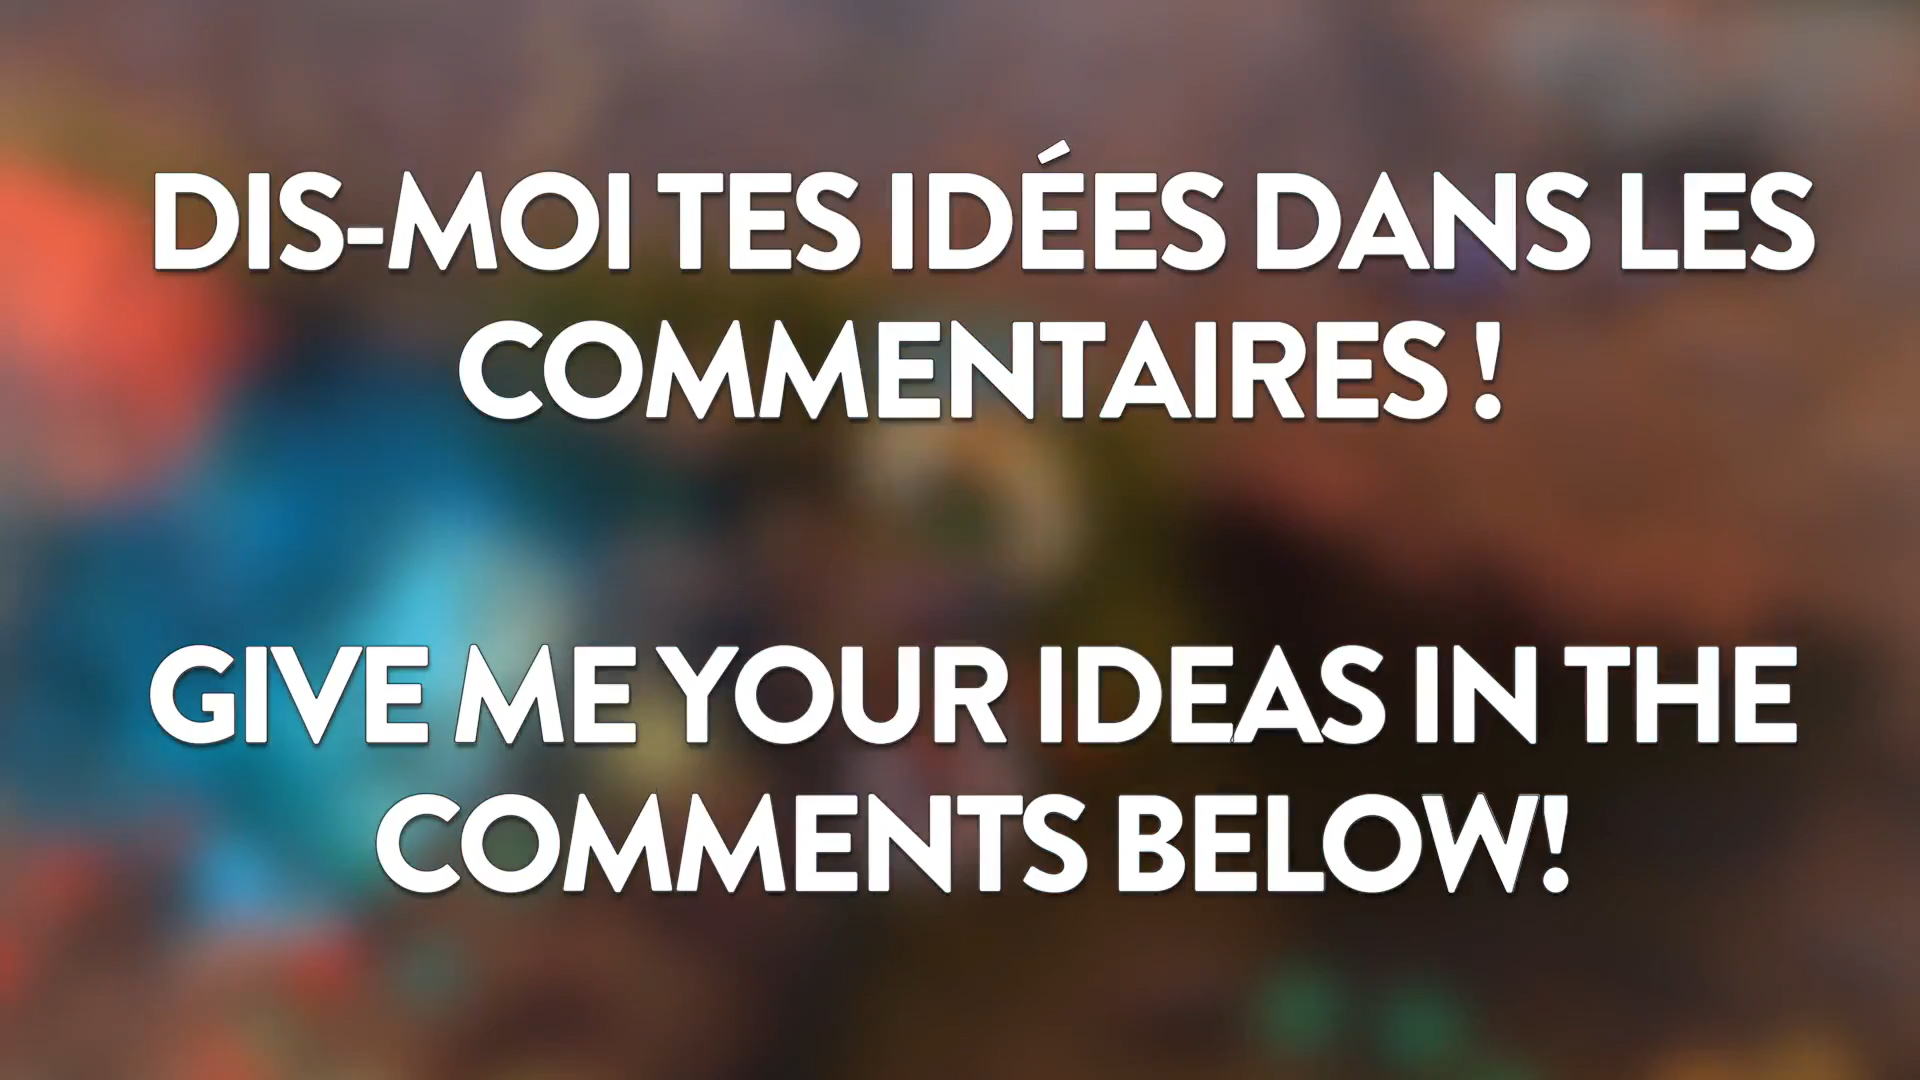 DIS-MOI TES IDÉES DANS LES
COMMENTAIRES !
GIVE ME YOUR IDEAS IN THE
COMMENTS BELOW!